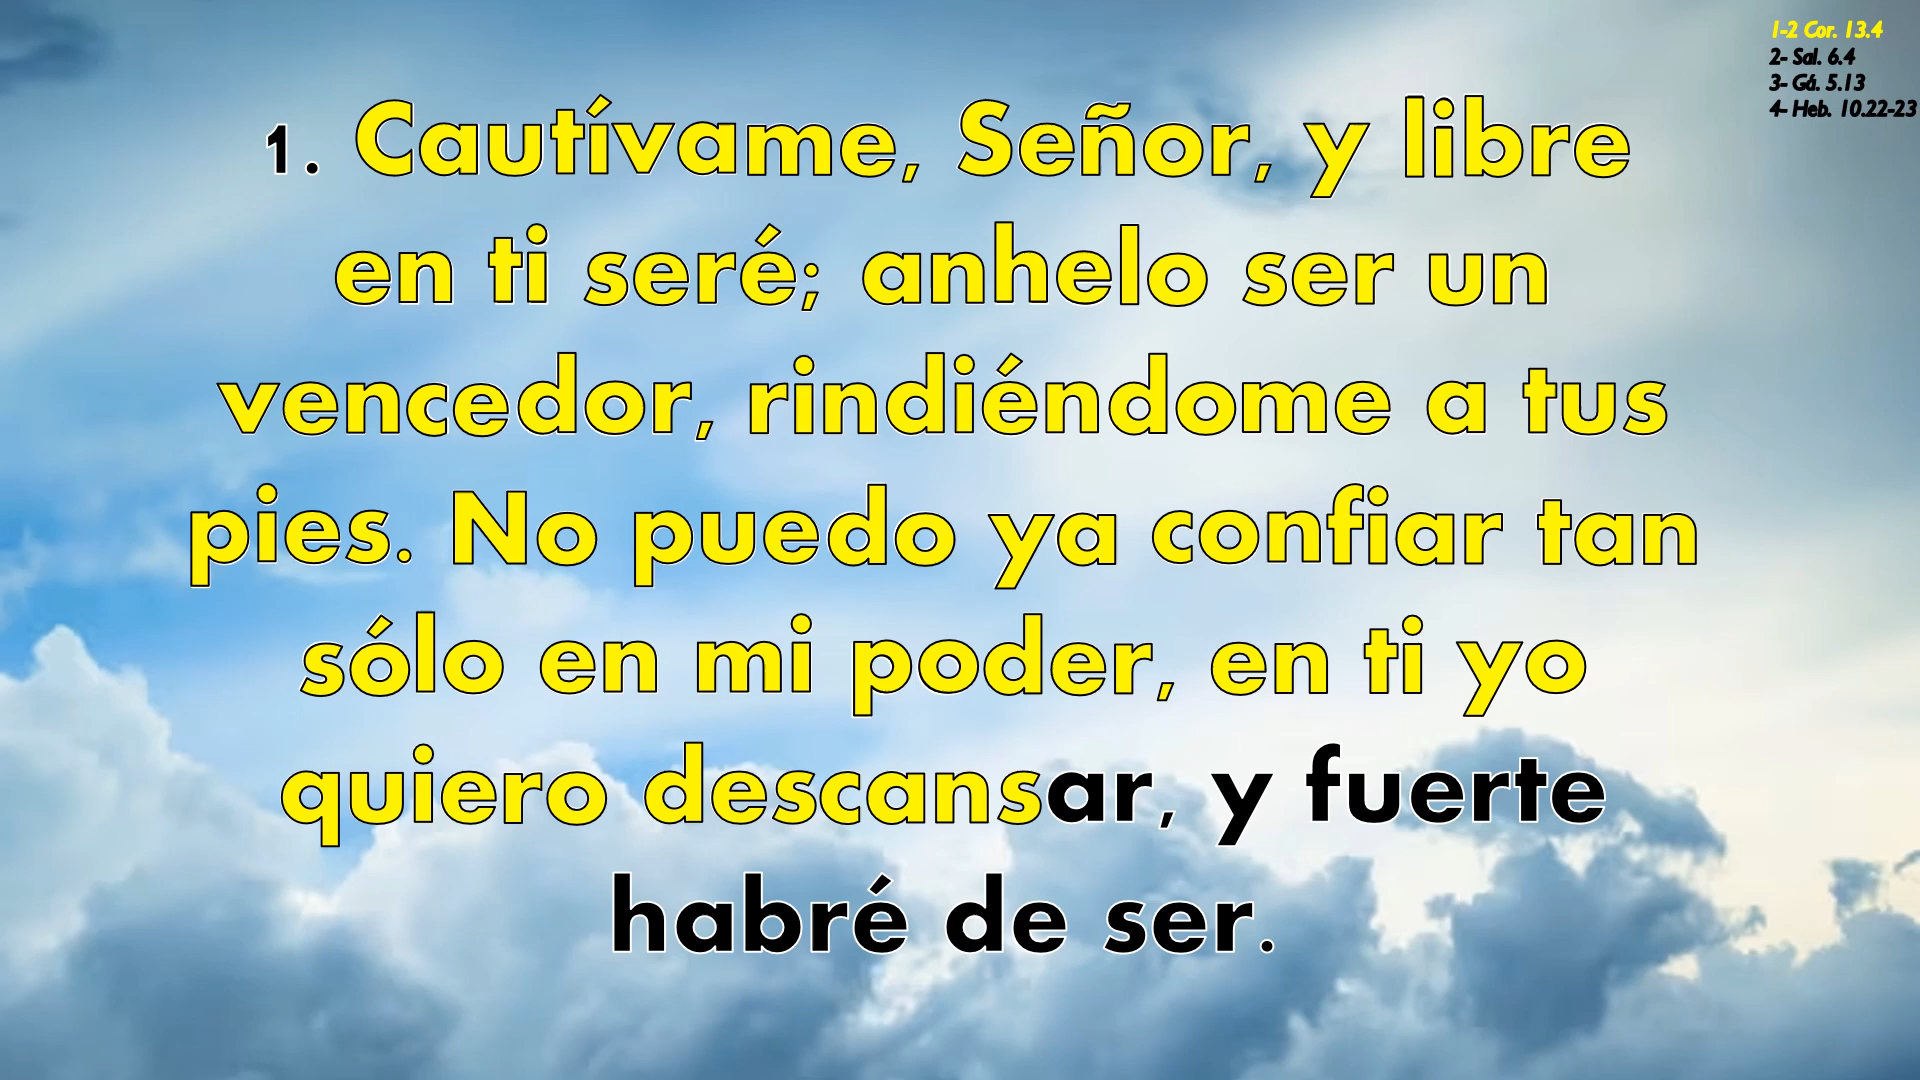 1-2 Cor. 13.4
2- Sal. 6.4
3- Gá. 5.13
4- Heb. 10.22-23
1. Cautívame, Señor, y libre
en ti seré; anhelo ser un
vencedor, rindiéndome a tus
pies. No puedo ya confiar tan
sólo en mi poder, en ti yo
quiero descansar, y fuerte
habré de ser.